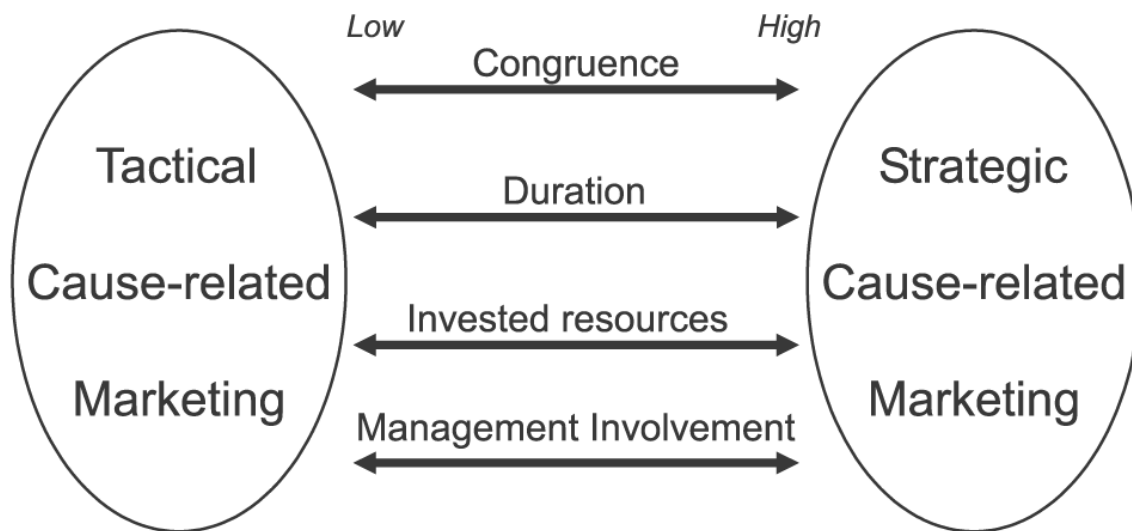 Low
High
Congruence
Tactical
Cause-related
Marketing
Duration
Invested resources
Management Involvement
Strategic
Cause-related
Marketing